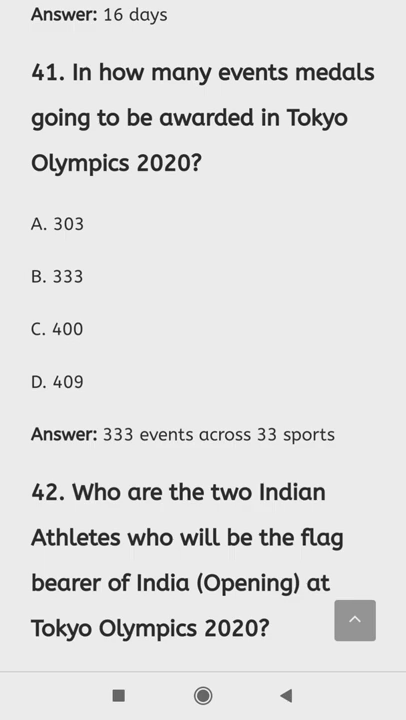 Answer: 16 days
41. In how many events medals
going to be awarded in Tokyo
Olympics 2020?
A. 303
B. 333
C. 400
D. 409
Answer: 333 events across 33 sports
42. Who are the two Indian
Athletes who will be the flag
bearer of India (Opening) at
Tokyo Olympics 2020?